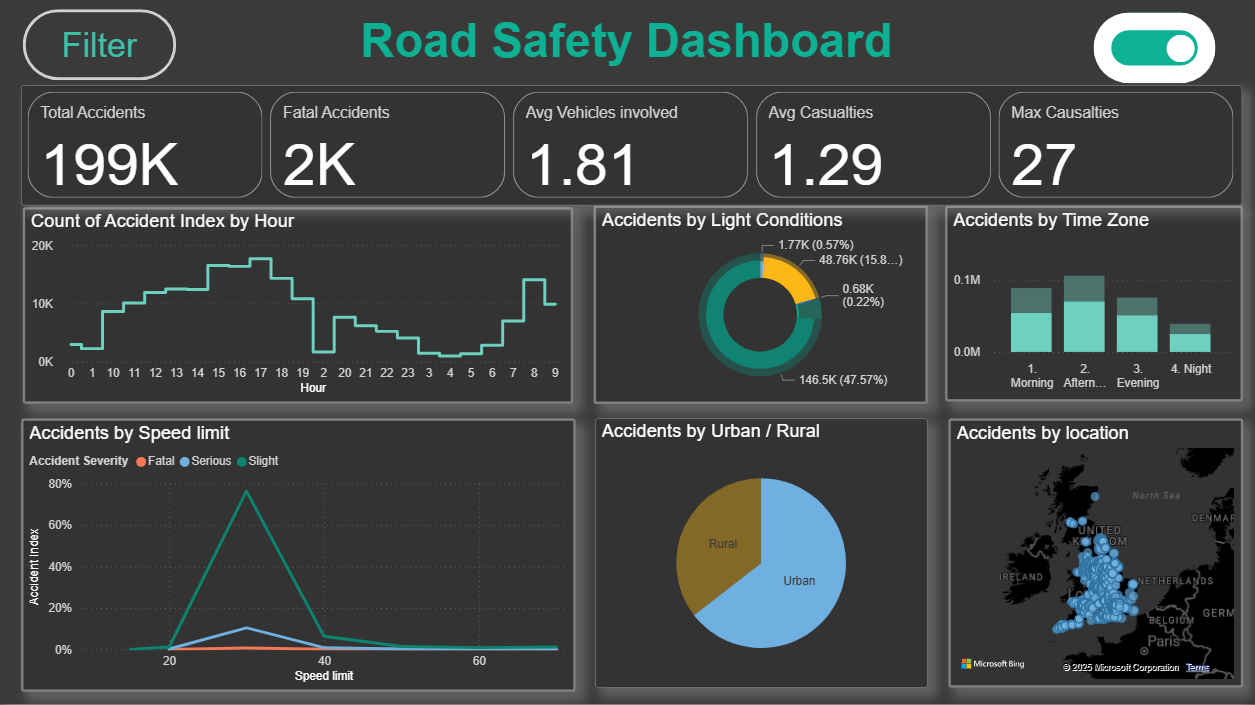 Filter
Road Safety Dashboard
Total Accidents
199K
Fatal Accidents
2K
Avg Vehicles involved
1.81
Avg Casualties
1.29
Max Causalties
27
Count of Accident Index by Hour
20K
10K
0K
0 1 10 11 12 13 14 15 16 17 18 19 2 20 21 22 23 3 4 5 6 7 8 9
Hour
Accidents by Light Conditions
1.77K (0.57%)
48.76K (15.8...)
0.68K
(0.22%)
146.5K (47.57%)
Accidents by Time Zone
0.1M
0.0M
1.
Morning
2.
Aftern...
3.
Evening
4. Night
Accidents by Speed limit
Accident Severity Fatal Serious Slight
80%
60%
40%
20%
0%
Accident Index
20 40 60
Speed limit
Accidents by Urban / Rural
Rural
Urban
Accidents by location
North Sea
DENMAR
UNITED
KINGDOM
IRELAND
NETHERLANDS
Lo
BELGIUM
GERM
Paris
Microsoft Bing
© 2025 Microsoft Corporation Terms